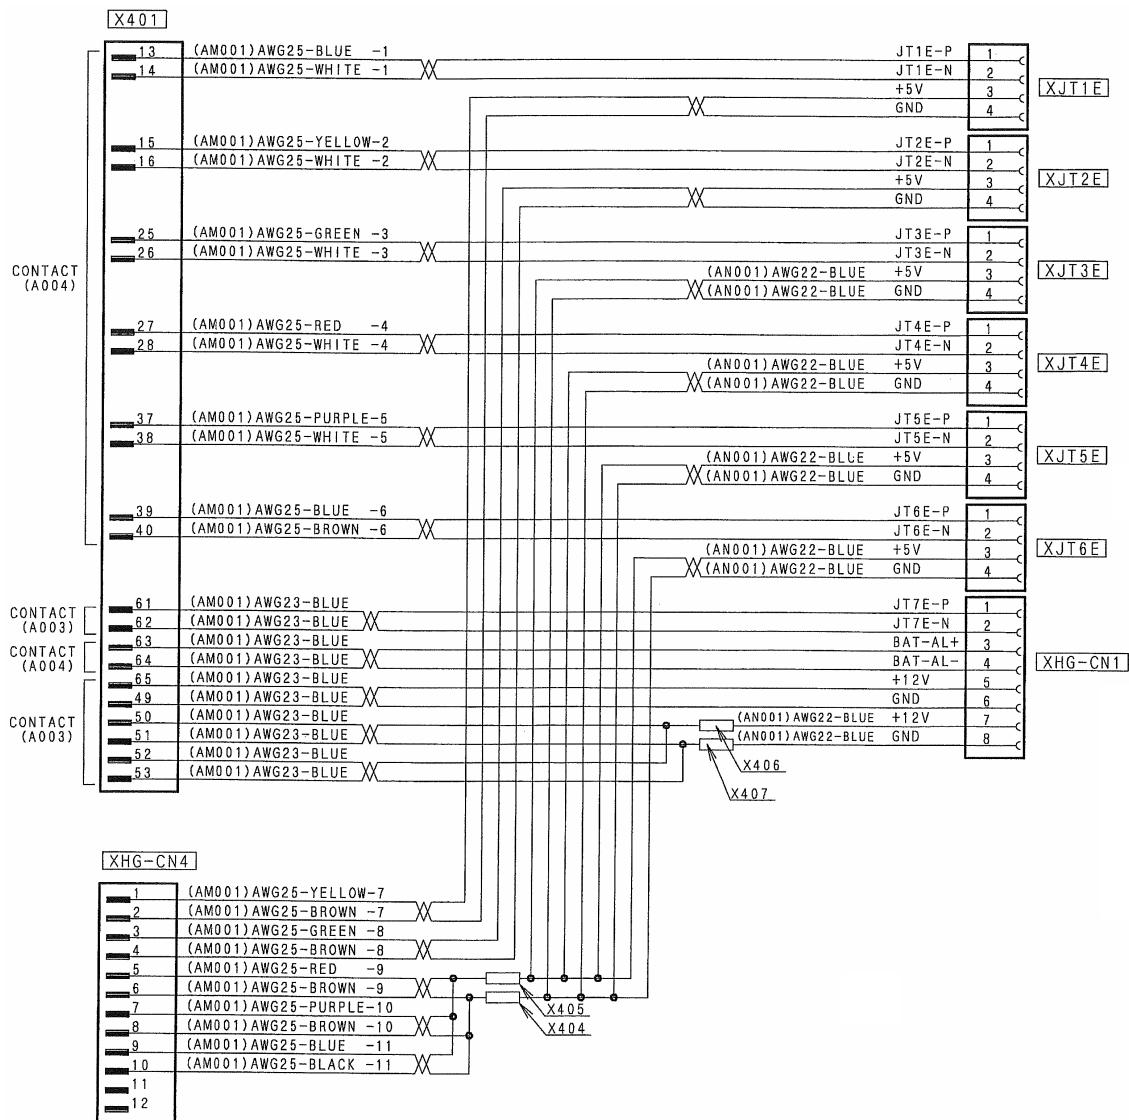 X401
13 (AM001)AWG25-BLUE -1 JT1E-P 1
14 (AM001)AWG25-WHITE -1 JT1E-N 2
+5V 3 XJT1E
GND 4
15 (AM001)AWG25-YELLOW-2 JT2E-P 1
16 (AM001)AWG25-WHITE -2 JT2E-N 2
+5V 3 XJT2E
GND 4
25 (AM001)AWG25-GREEN -3 JT3E-P 1
26 (AM001)AWG25-WHITE -3 JT3E-N 2
CONTACT
(A004)
(AN001)AWG22-BLUE +5V 3 XJT3E
(AN001)AWG22-BLUE GND 4
27 (AM001)AWG25-RED -4 JT4E-P 1
28 (AM001)AWG25-WHITE -4 JT4E-N 2
(AN001)AWG22-BLUE +5V 3 XJT4E
(AN001)AWG22-BLUE GND 4
37 (AM001)AWG25-PURPLE-5 JT5E-P 1
38 (AM001)AWG25-WHITE -5 JT5E-N 2
(AN001)AWG22-BLUE +5V 3 XJT5E
(AN001)AWG22-BLUE GND 4
39 (AM001)AWG25-BLUE -6 JT6E-P 1
40 (AM001)AWG25-BROWN -6 JT6E-N 2
(AN001)AWG22-BLUE +5V 3 XJT6E
(AN001)AWG22-BLUE GND 4
CONTACT
(A003)
61 (AM001)AWG23-BLUE JT7E-P 1
62 (AM001)AWG23-BLUE JT7E-N 2
CONTACT
(A004)
63 (AM001)AWG23-BLUE BAT-AL+ 3
64 (AM001)AWG23-BLUE BAT-AL- 4 XHG-CN1
65 (AM001)AWG23-BLUE +12V 5
49 (AM001)AWG23-BLUE GND 6
CONTACT
(A003)
50 (AM001)AWG23-BLUE (AN001)AWG22-BLUE +12V 7
51 (AM001)AWG23-BLUE (AN001)AWG22-BLUE GND 8
52 (AM001)AWG23-BLUE
53 (AM001)AWG23-BLUE
X406
X407
XHG-CN4
1 (AM001)AWG25-YELLOW-7
2 (AM001)AWG25-BROWN -7
3 (AM001)AWG25-GREEN -8
4 (AM001)AWG25-BROWN -8
5 (AM001)AWG25-RED -9
6 (AM001)AWG25-BROWN -9
7 (AM001)AWG25-PURPLE-10
8 (AM001)AWG25-BROWN -10
9 (AM001)AWG25-BLUE -11
10 (AM001)AWG25-BLACK -11
11
12
X405
X404